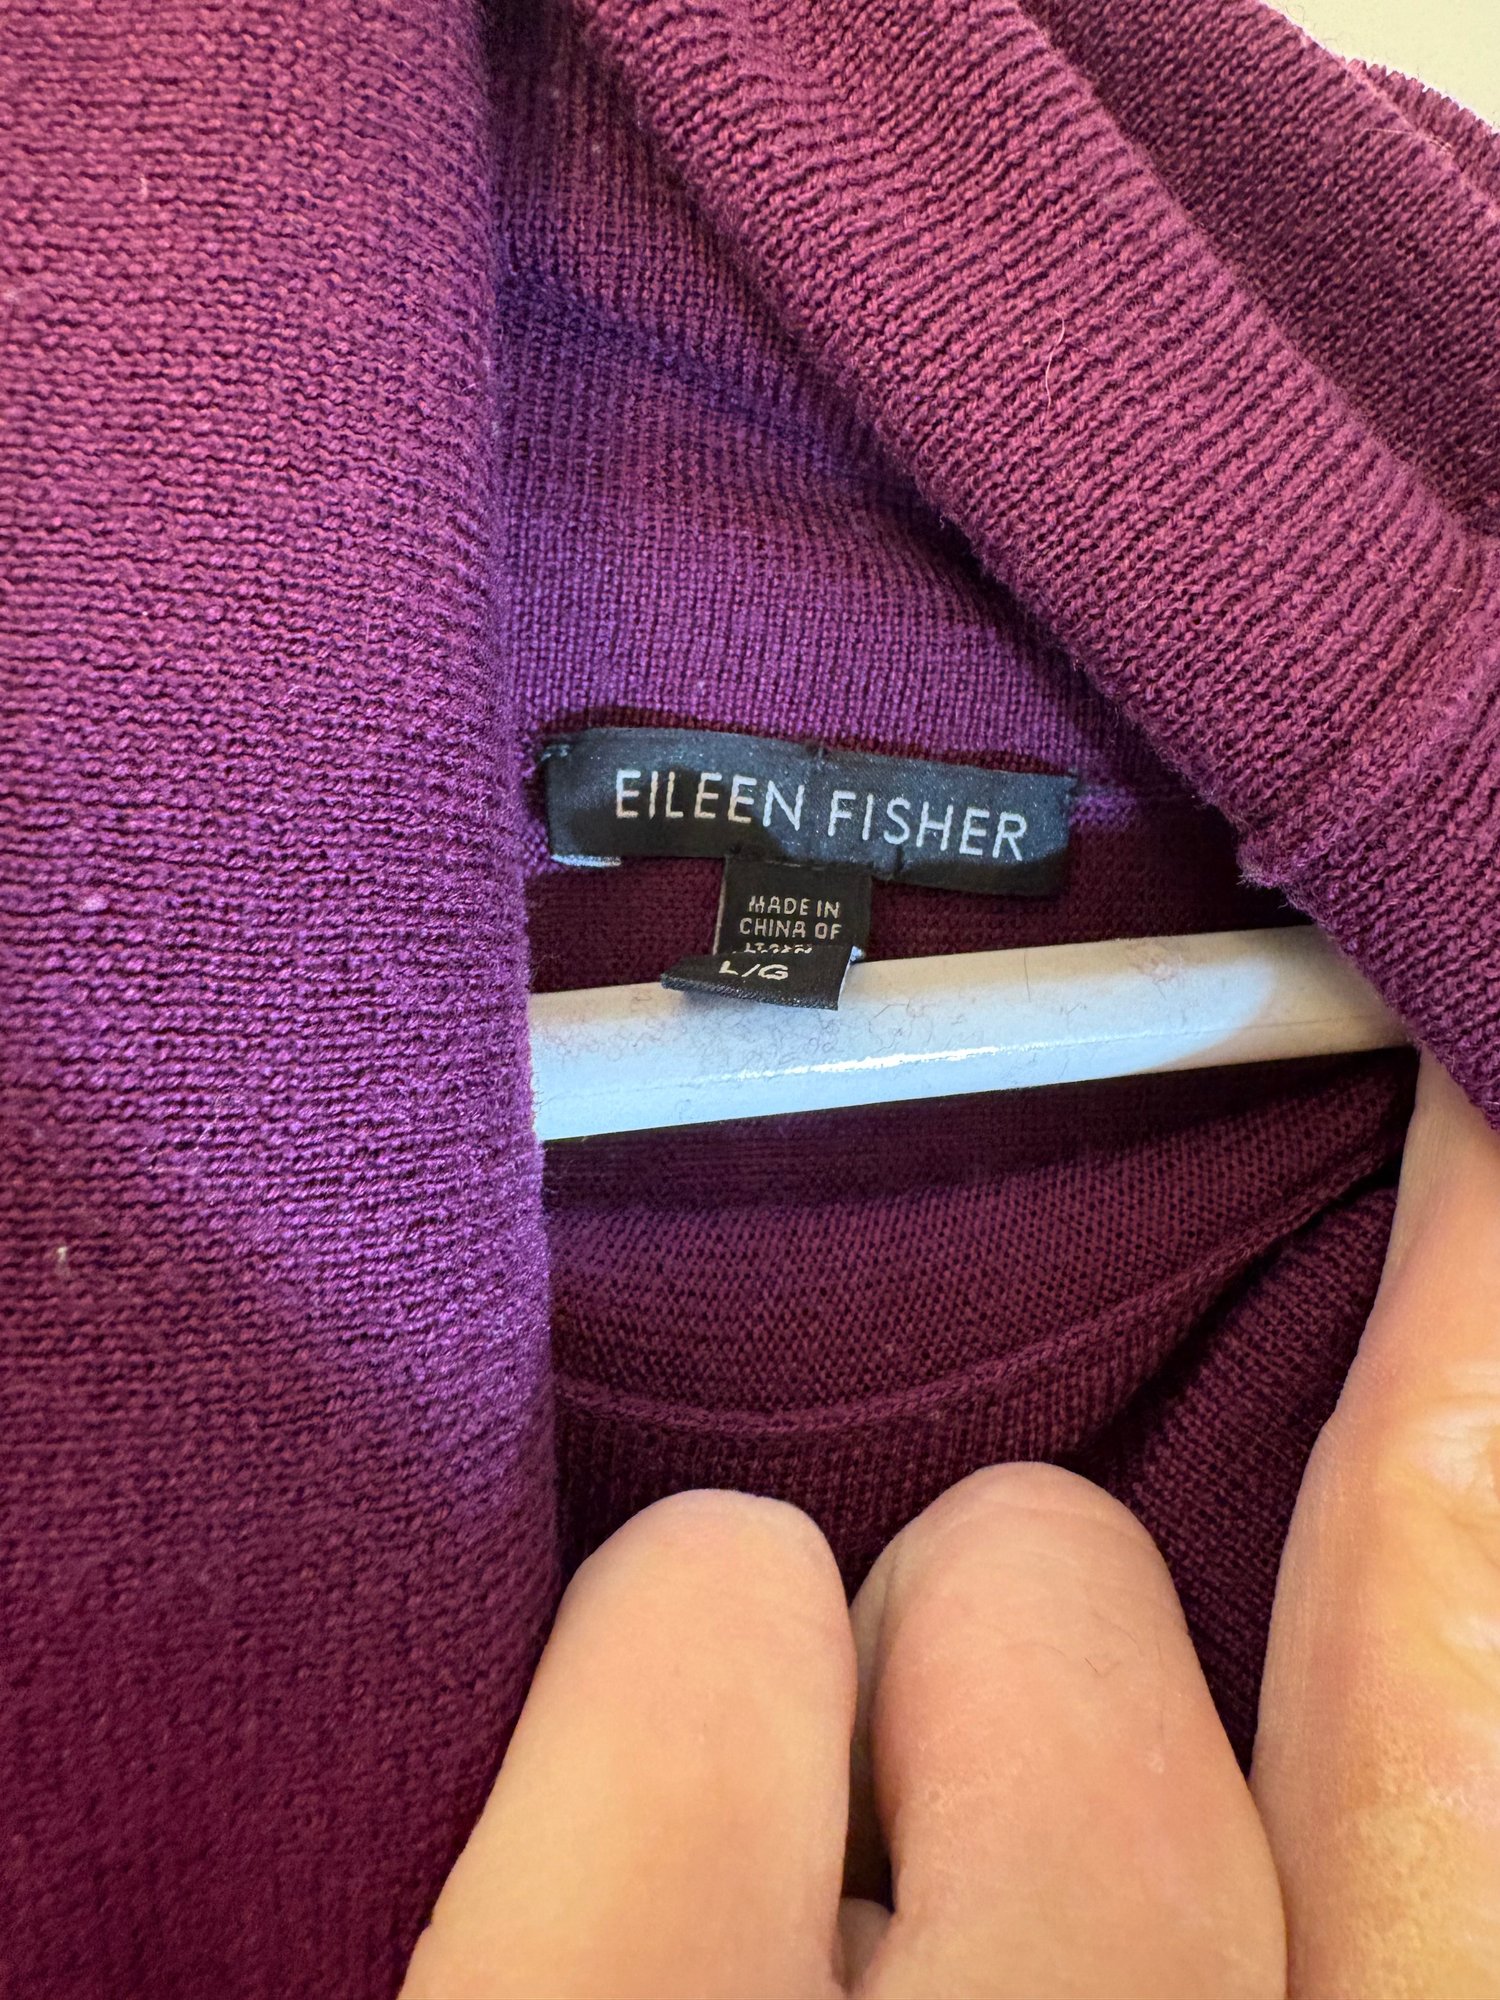 EILEEN FISHER
MADE IN
CHINA OF
L/G